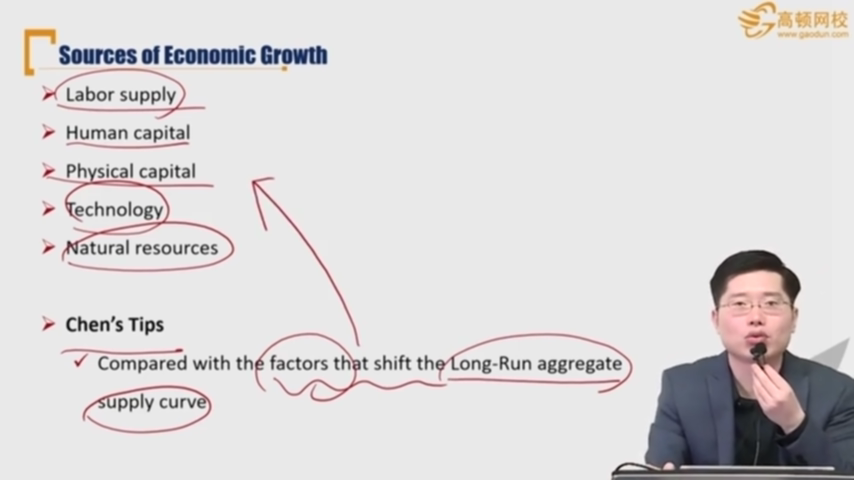 高顿网校
www.gaodun.com
Sources of Economic Growth
Labor supply
Human capital
Physical capital
Technology
Natural resources
Chen's Tips
Compared with the factors that shift the Long-Run aggregate
supply curve